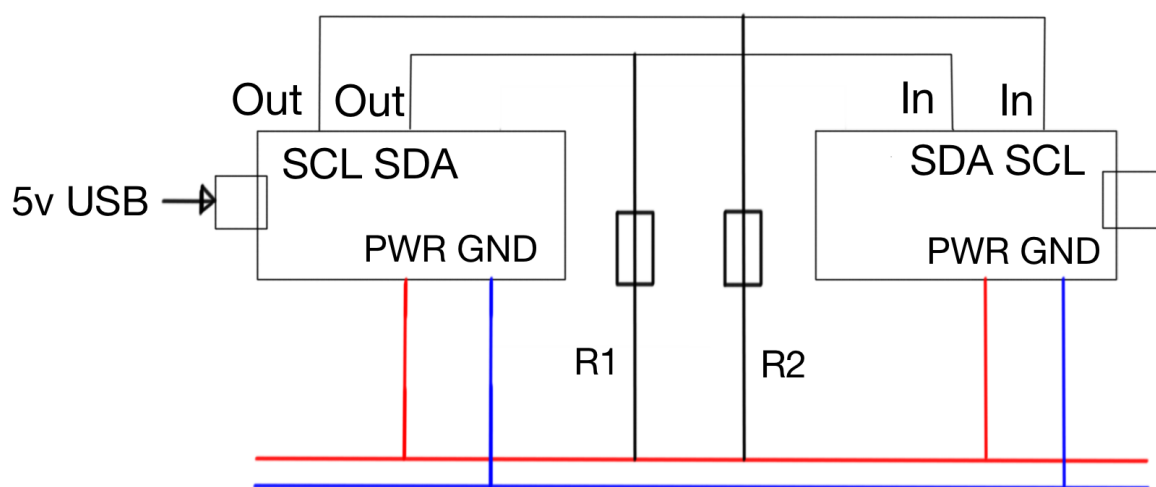 Out Out
In In
SCL SDA
SDA SCL
5v USB
PWR GND
PWR GND
R1
R2